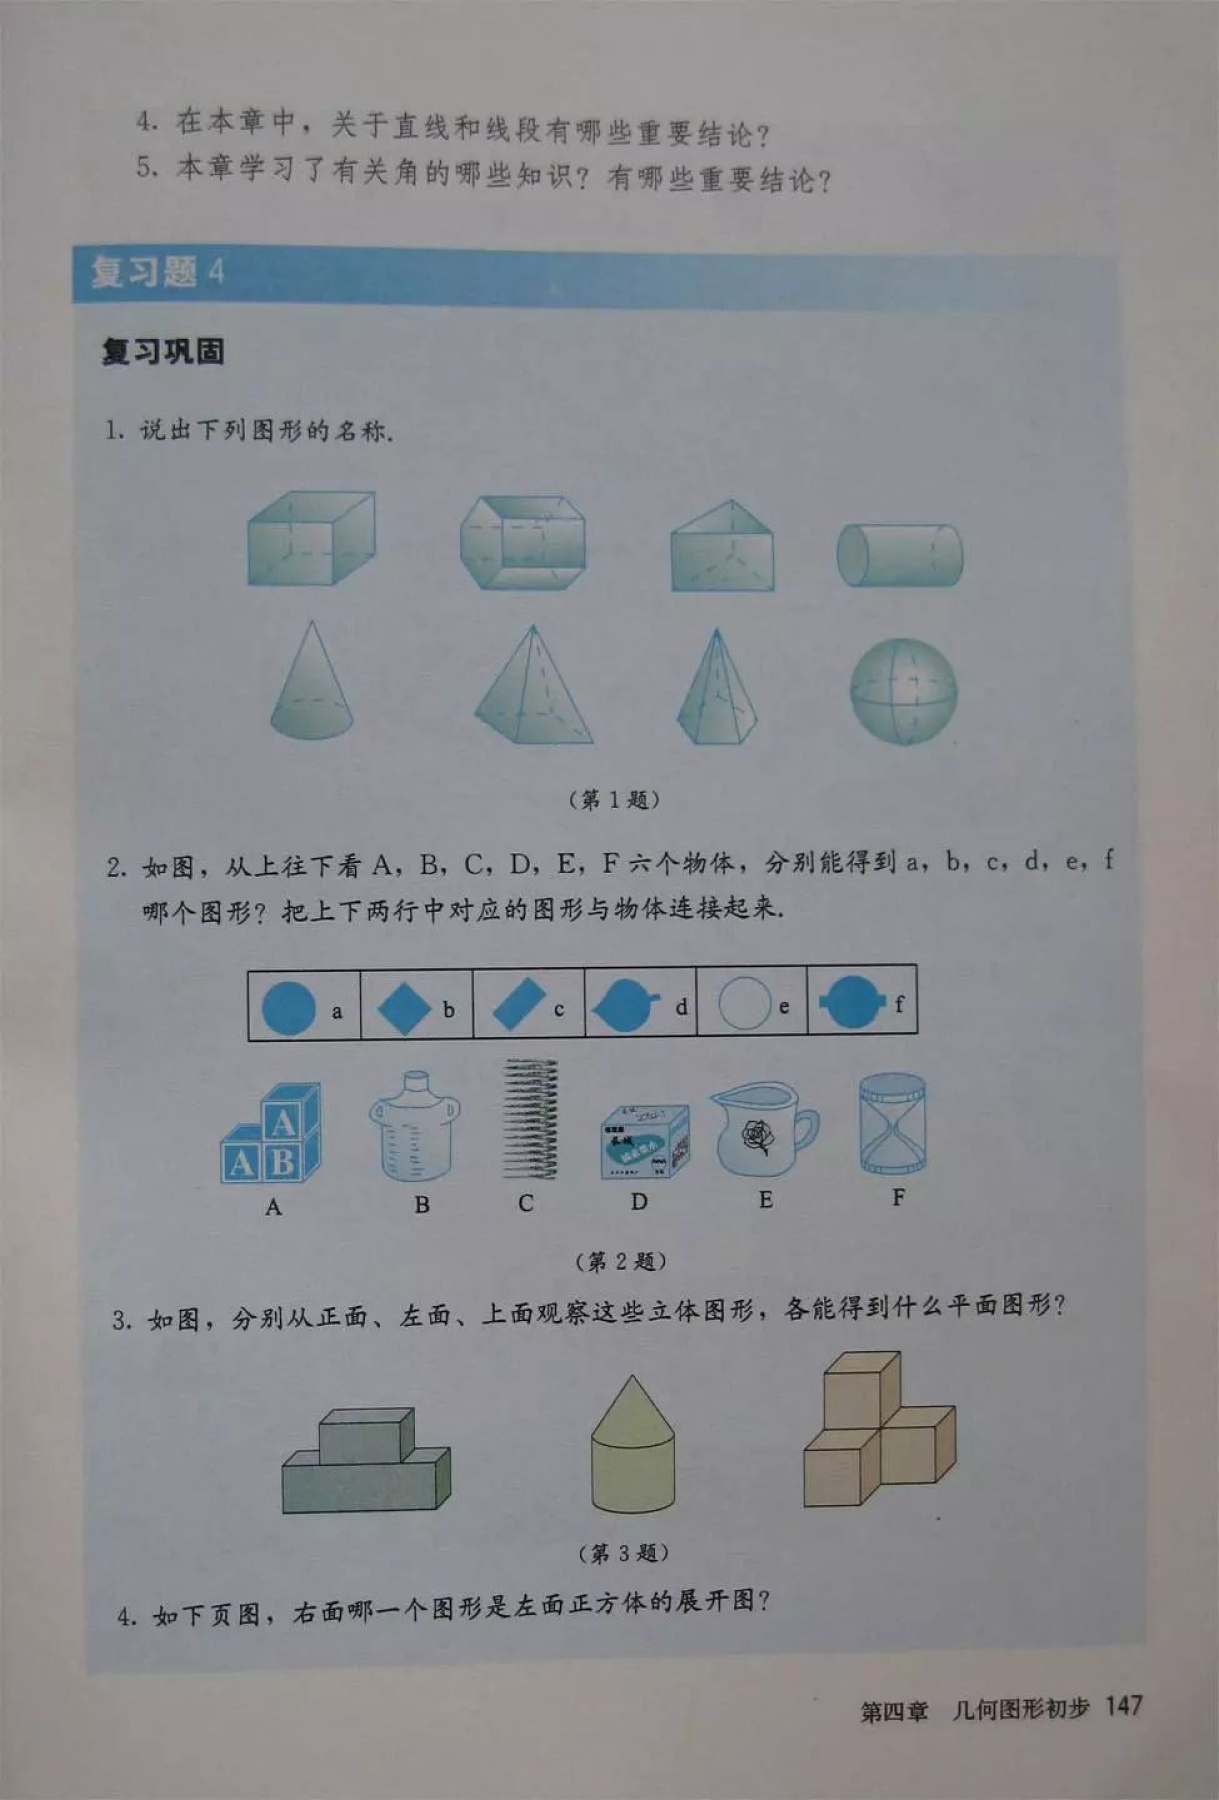 4. 在本章中，关于直线和线段有哪些重要结论？
5. 本章学习了有关角的哪些知识？有哪些重要结论？
复习题 4
复习巩固
1. 说出下列图形的名称.
（第 1 题）
2. 如图，从上往下看 A，B，C，D，E，F 六个物体，分别能得到 a，b，c，d，e，f
哪个图形？把上下两行中对应的图形与物体连接起来.
a b c d e f
A
A B
A B C D E F
（第 2 题）
3. 如图，分别从正面、左面、上面观察这些立体图形，各能得到什么平面图形？
（第 3 题）
4. 如下页图，右面哪一个图形是左面正方体的展开图？
第四章 几何图形初步 147